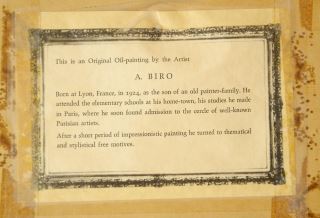 This is an Original Oil-painting by the Artist
A. BIRO
Born at Lyon, France, in 1924, as the son of an old painter-family. He
attended the elementary schools at his home-town, his studies he made
in Paris, where he soon found admission to the cercle of well-known
Parisian artists.
After a short period of impressionistic painting he turned to thematical
and stylistical free motives.